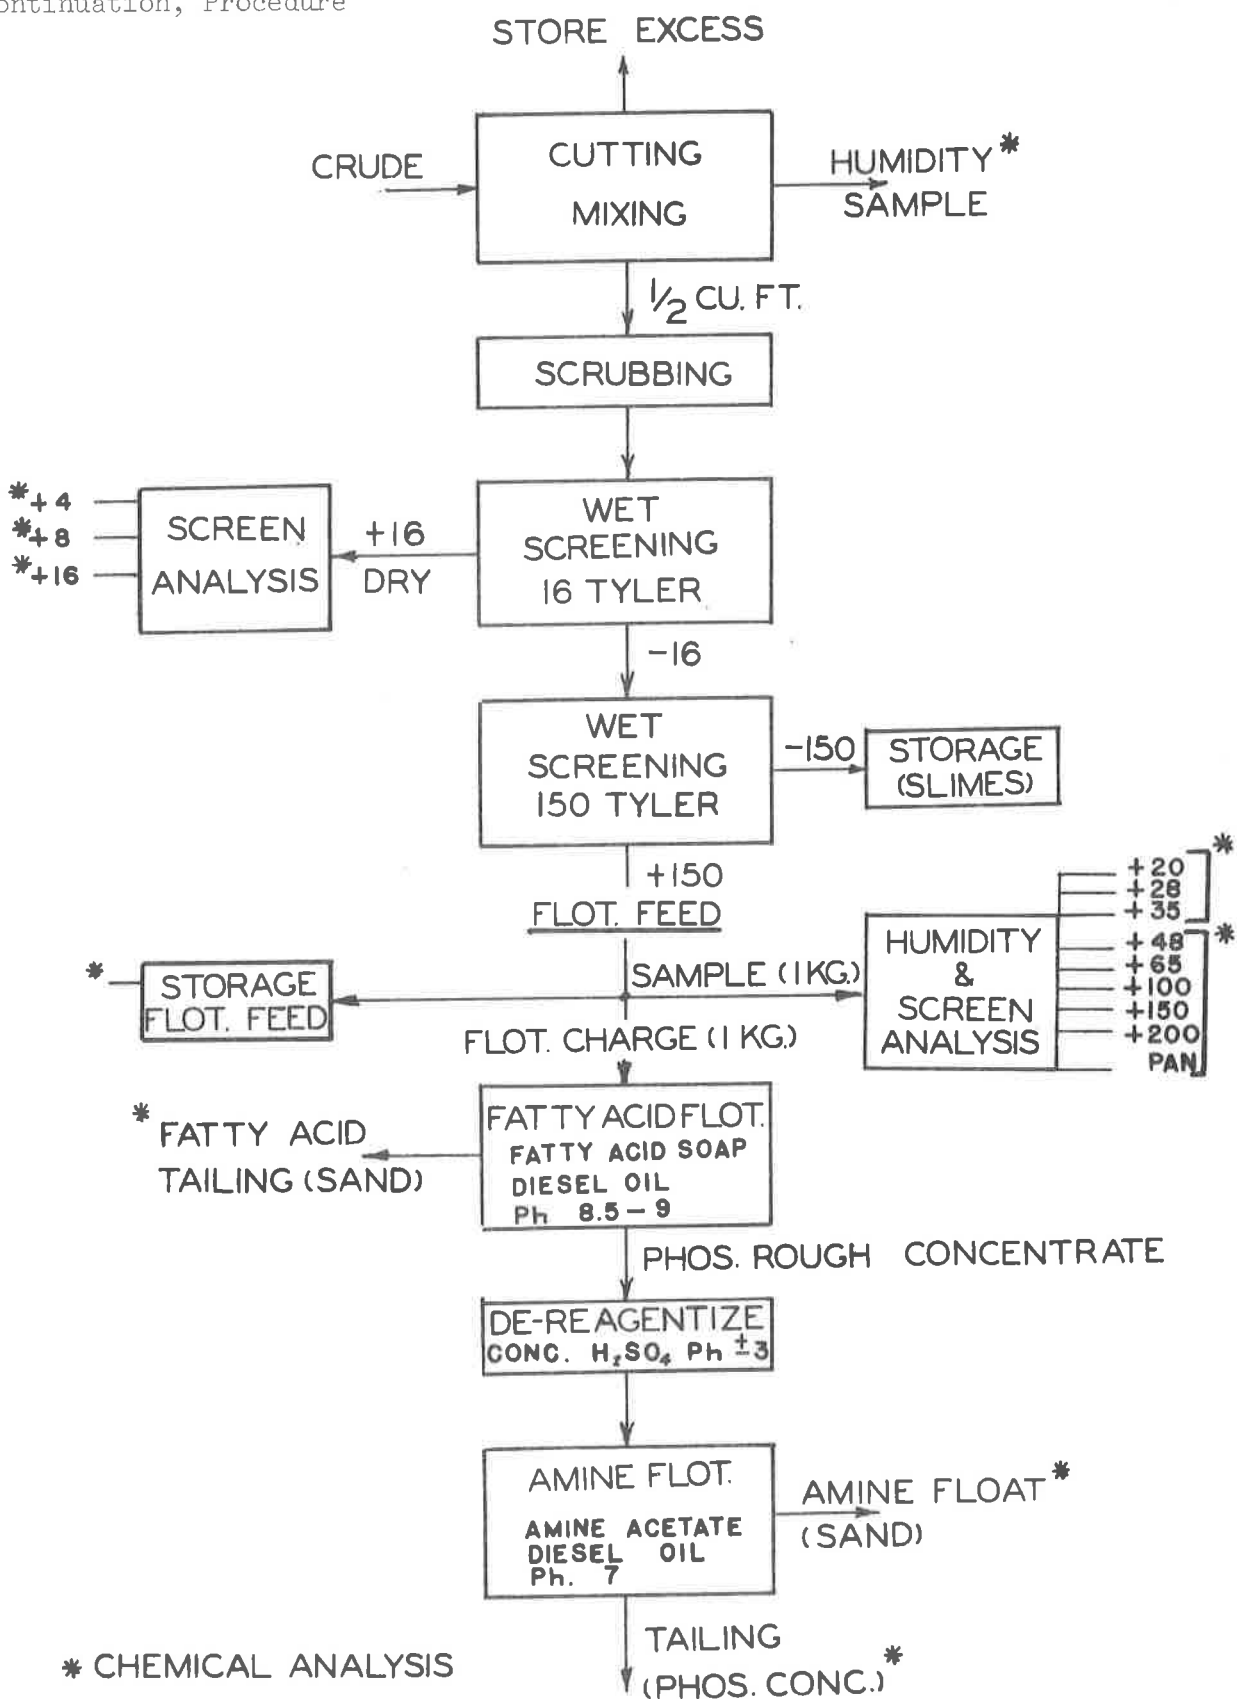 ontinuation, Procedure
STORE EXCESS
CRUDE
CUTTING
MIXING
HUMIDITY*
SAMPLE
1/2 CU. FT.
SCRUBBING
*+4
*+8
*+16
SCREEN
ANALYSIS
+16
DRY
WET
SCREENING
16 TYLER
-16
WET
SCREENING
150 TYLER
-150
STORAGE
(SLIMES)
+150
FLOT. FEED
*
STORAGE
FLOT. FEED
SAMPLE (1 KG.)
HUMIDITY
&
SCREEN
ANALYSIS
+20
+28
+35
*
+48
+65
+100
+150
+200
PAN
*
FLOT. CHARGE (1 KG.)
*
FATTY ACID
TAILING (SAND)
FATTY ACID FLOT.
FATTY ACID SOAP
DIESEL OIL
Ph 8.5 – 9
PHOS. ROUGH CONCENTRATE
DE-REAGENTIZE
CONC. H₂SO₄ Ph ±3
AMINE FLOT.
AMINE ACETATE
DIESEL OIL
Ph. 7
AMINE FLOAT*
(SAND)
TAILING
(PHOS. CONC.)*
* CHEMICAL ANALYSIS